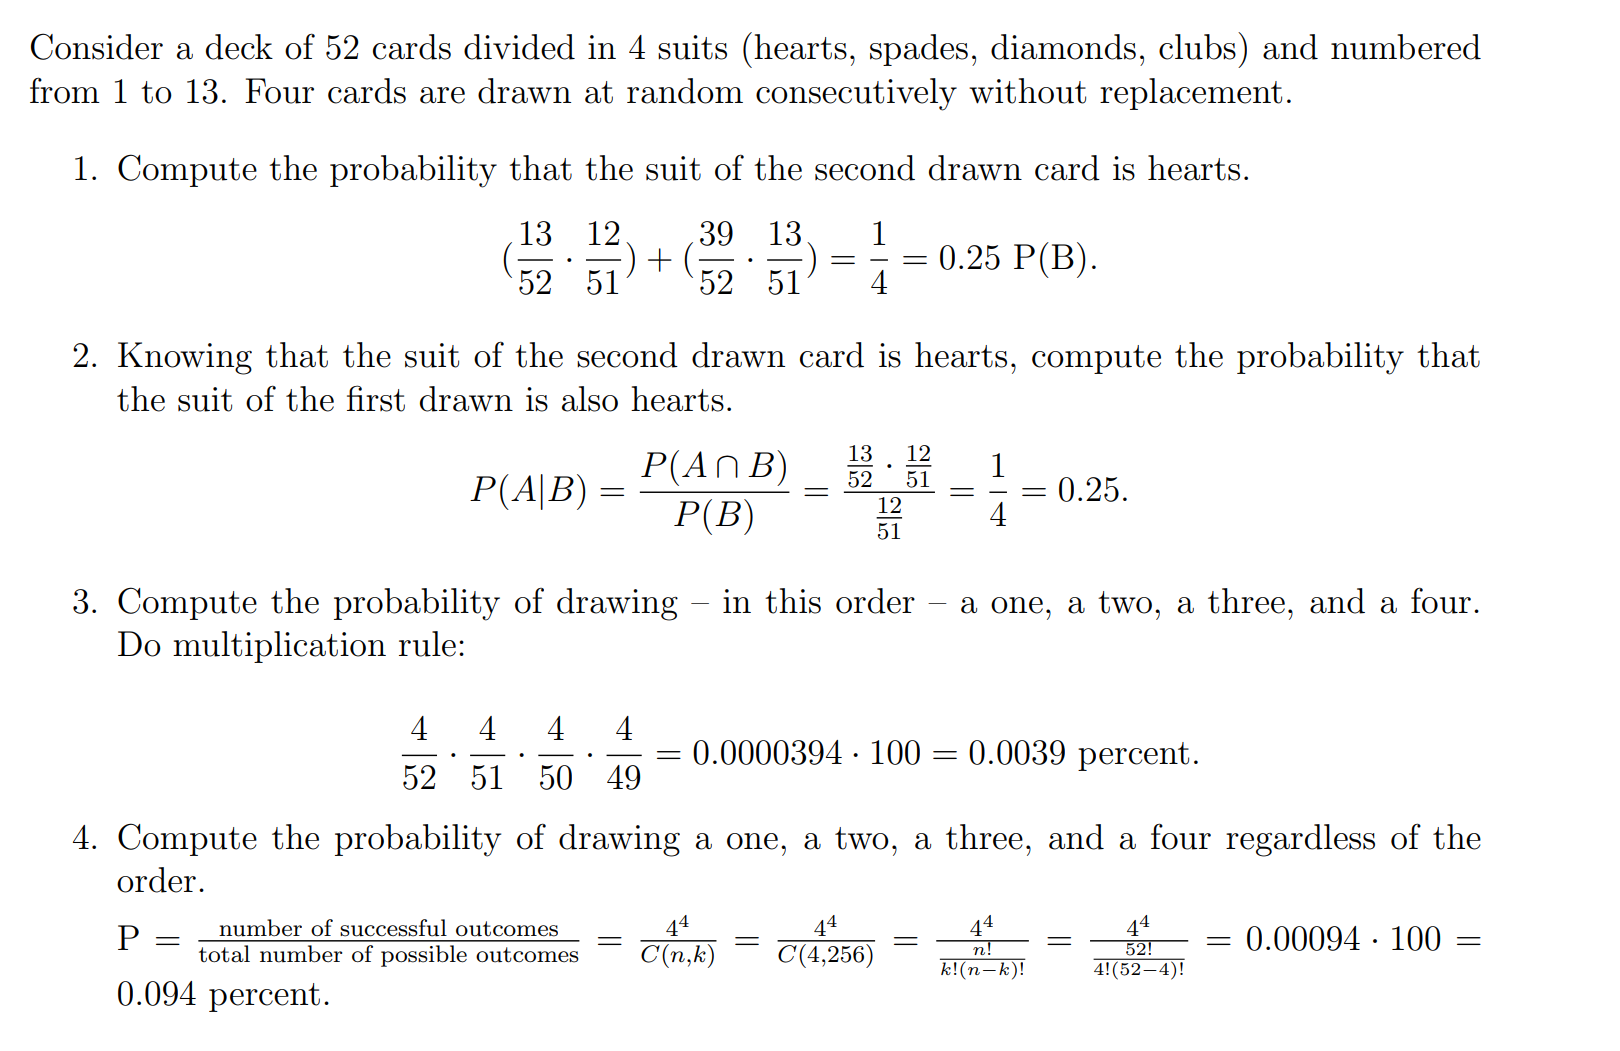 Consider a deck of 52 cards divided in 4 suits (hearts, spades, diamonds, clubs) and numbered
from 1 to 13. Four cards are drawn at random consecutively without replacement.
1. Compute the probability that the suit of the second drawn card is hearts.
$(\frac{13}{52} \cdot \frac{12}{51}) + (\frac{39}{52} \cdot \frac{13}{51}) = \frac{1}{4} = 0.25 \text{ P(B)}.$
2. Knowing that the suit of the second drawn card is hearts, compute the probability that
the suit of the first drawn is also hearts.
$P(A|B) = \frac{P(A \cap B)}{P(B)} = \frac{\frac{13}{52} \cdot \frac{12}{51}}{\frac{12}{51}} = \frac{1}{4} = 0.25.$
3. Compute the probability of drawing – in this order – a one, a two, a three, and a four.
Do multiplication rule:
$\frac{4}{52} \cdot \frac{4}{51} \cdot \frac{4}{50} \cdot \frac{4}{49} = 0.0000394 \cdot 100 = 0.0039 \text{ percent}.$
4. Compute the probability of drawing a one, a two, a three, and a four regardless of the
order.
$\text{P} = \frac{\text{number of successful outcomes}}{\text{total number of possible outcomes}} = \frac{4^4}{C(n,k)} = \frac{4^4}{C(4,256)} = \frac{4^4}{\frac{n!}{k!(n-k)!}} = \frac{4^4}{\frac{52!}{4!(52-4)!}} = 0.00094 \cdot 100 =$
0.094 percent.